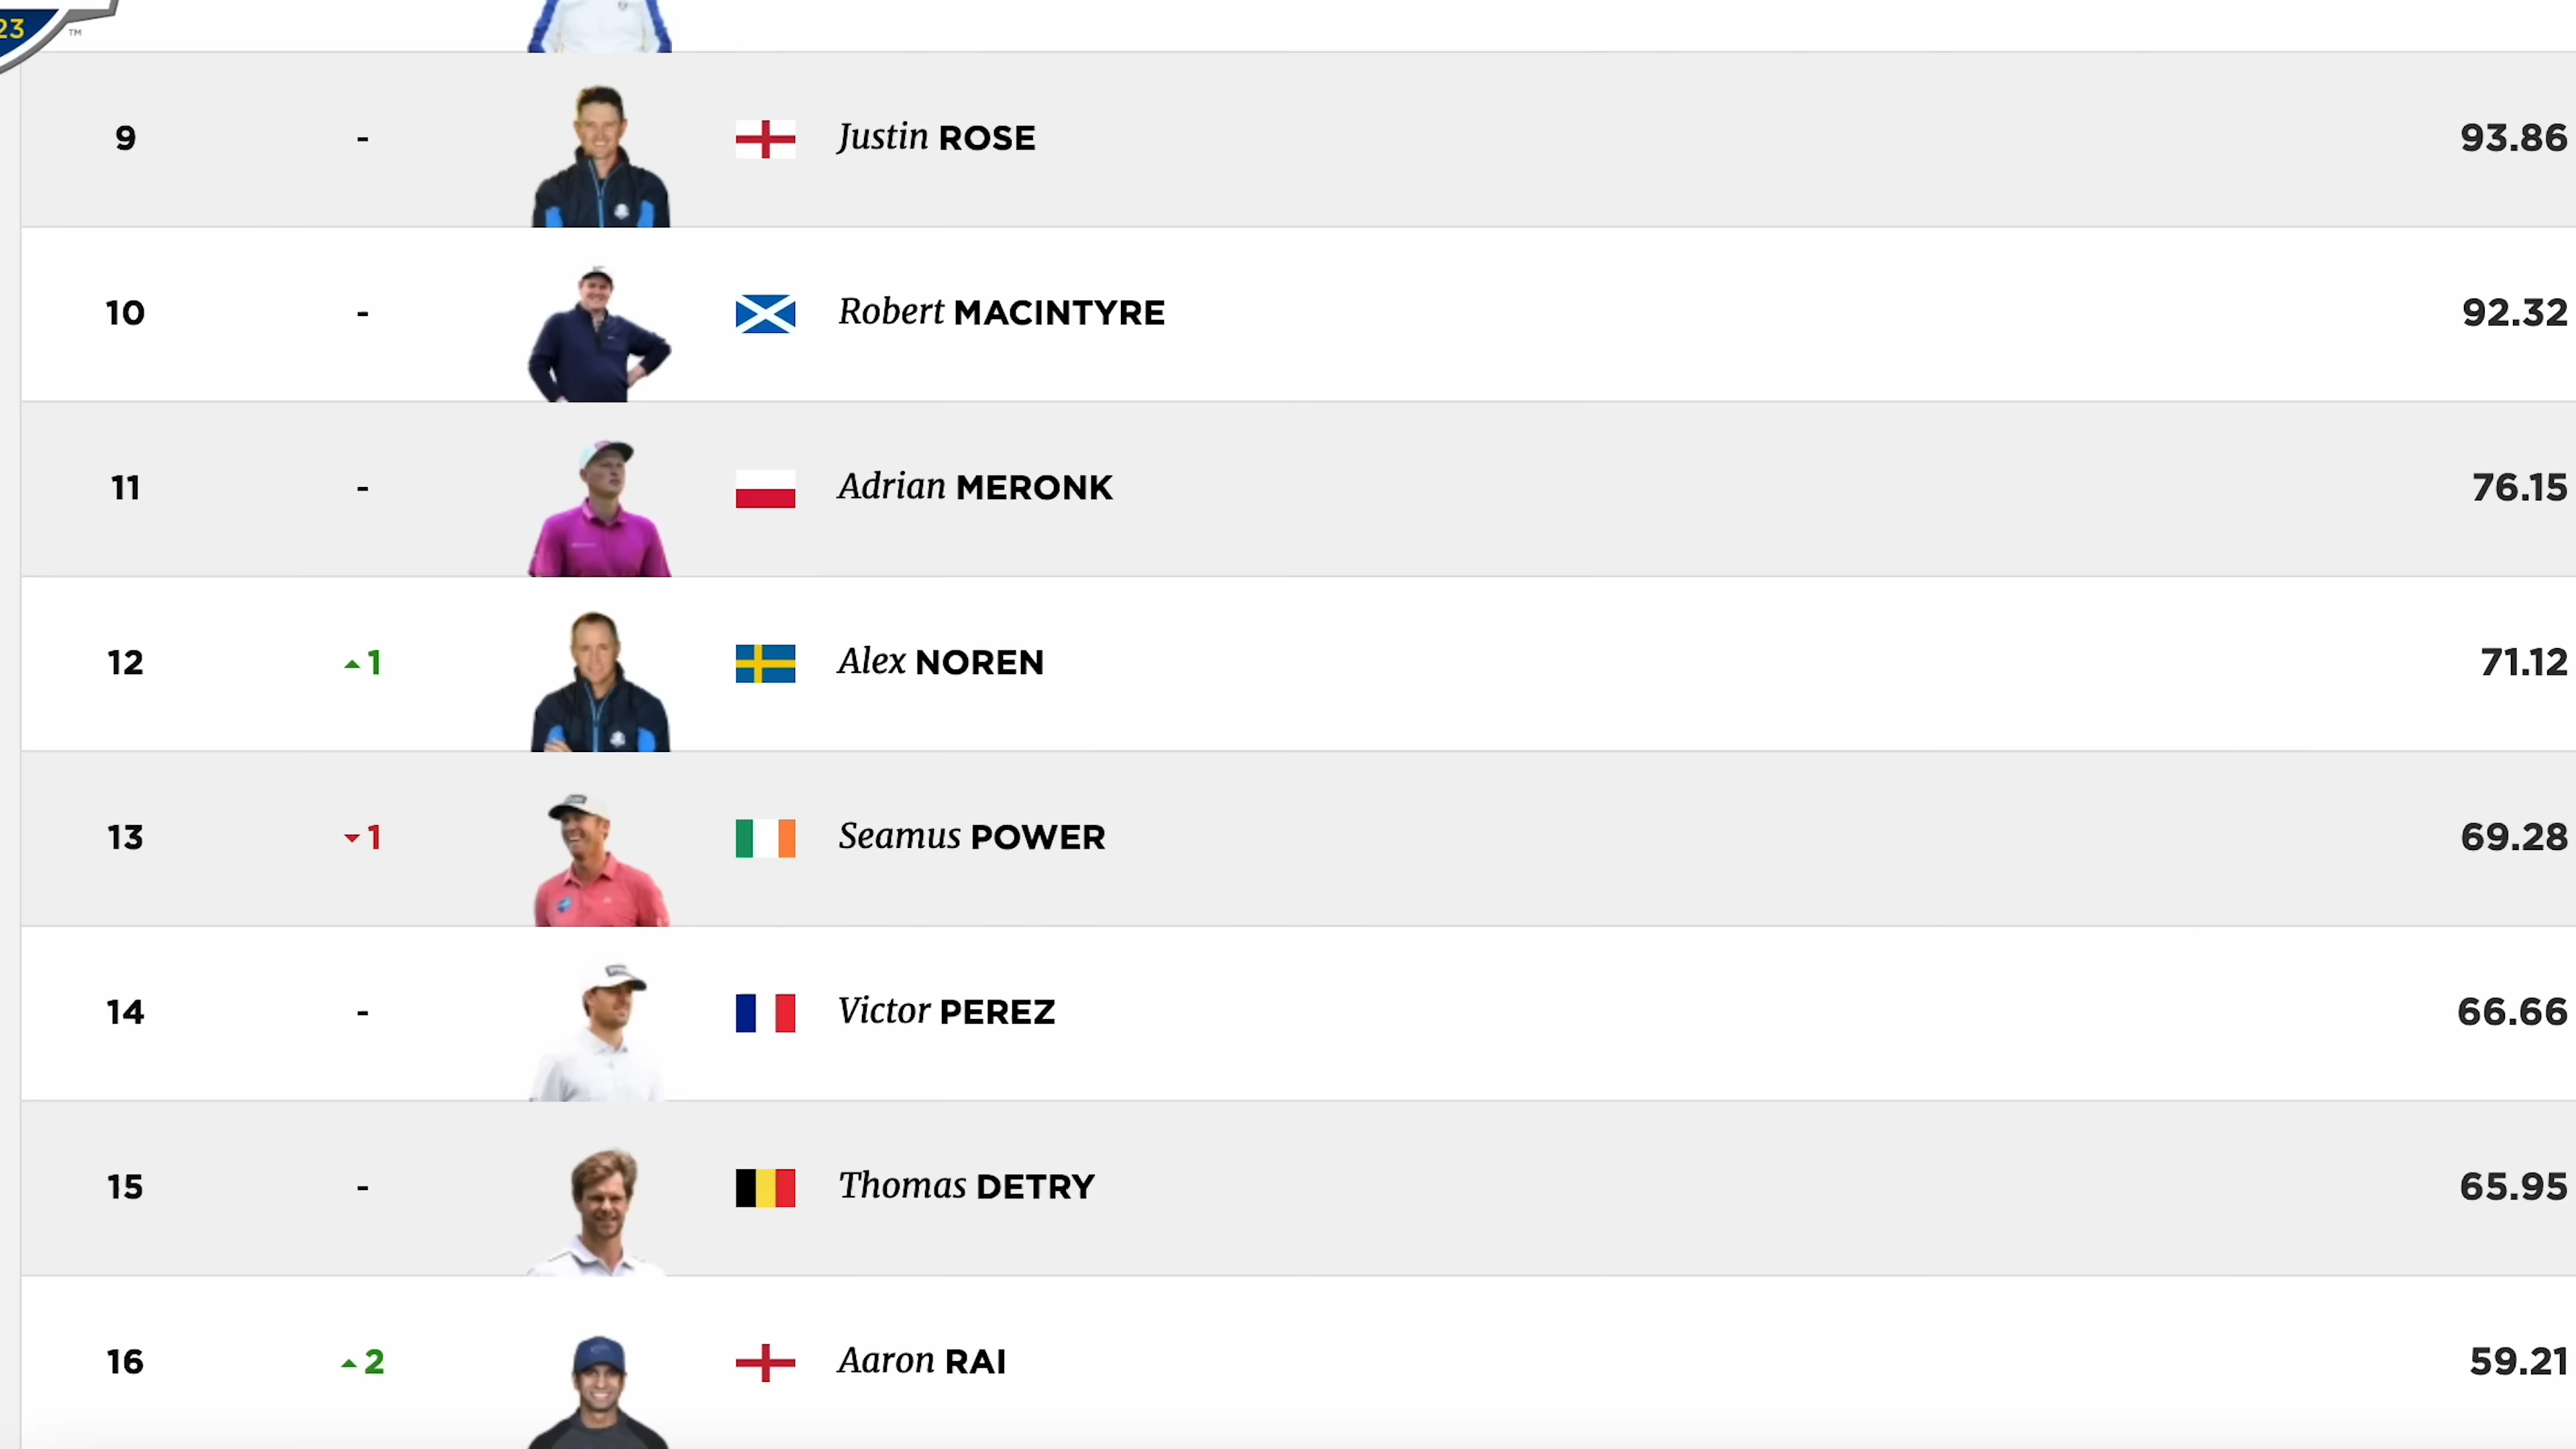 23
TM
9 - Justin ROSE 93.86
10 - Robert MACINTYRE 92.32
11 - Adrian MERONK 76.15
12 1 Alex NOREN 71.12
13 1 Seamus POWER 69.28
14 - Victor PEREZ 66.66
15 - Thomas DETRY 65.95
16 2 Aaron RAI 59.21